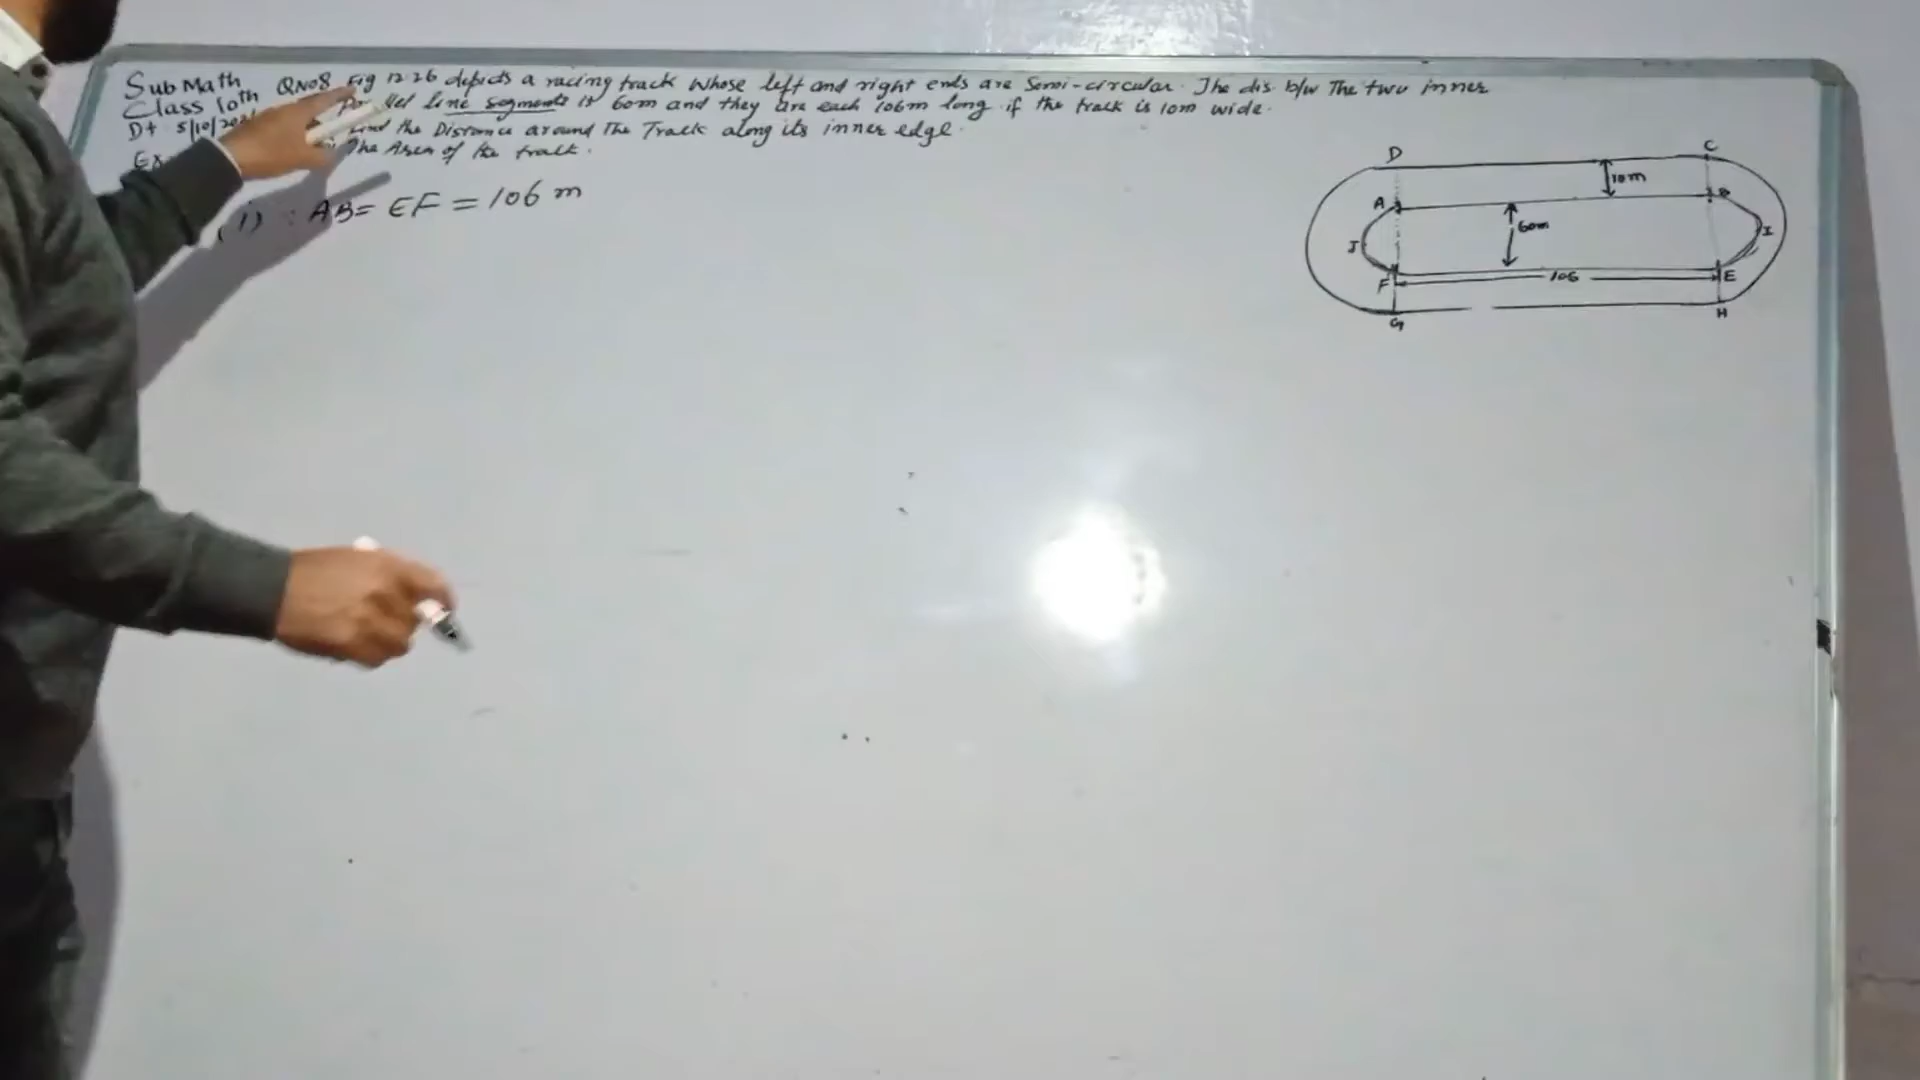 Sub Math
Class 10th
Dt 5/10/202
Ex
QNo8 Fig 12.26 depicts a racing track whose left and right ends are Semi-circular. The dis. b/w The two inner
line segments is 60m and they are each 106m long. if the track is 10m wide.
the Distance around The Track along its inner edge.
The Area of the track.
(i) ∵ AB = EF = 106 m
D
C
10m
A
B
60m
J
I
F
106
E
G
H